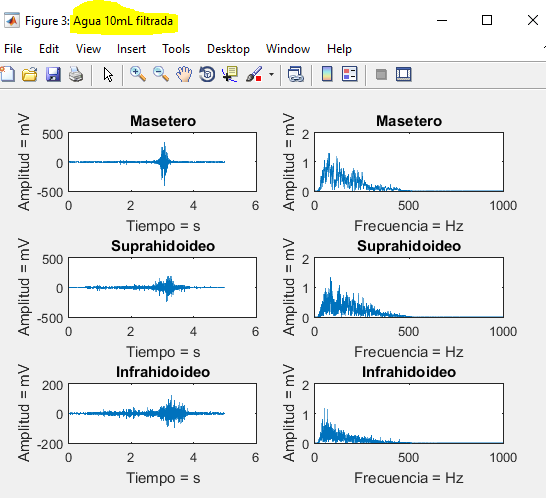 Figure 3: Agua 10mL filtrada
File Edit View Insert Tools Desktop Window Help
Masetero
Amplitud = mV
500
0
-500
0 2 4 6
Tiempo = s
Masetero
Amplitud = mV
2
1
0
0 500 1000
Frecuencia = Hz
Suprahidoideo
Amplitud = mV
500
0
-500
0 2 4 6
Tiempo = s
Suprahidoideo
Amplitud = mV
2
1
0
0 500 1000
Frecuencia = Hz
Infrahidoideo
Amplitud = mV
200
0
-200
0 2 4 6
Tiempo = s
Infrahidoideo
Amplitud = mV
2
1
0
0 500 1000
Frecuencia = Hz